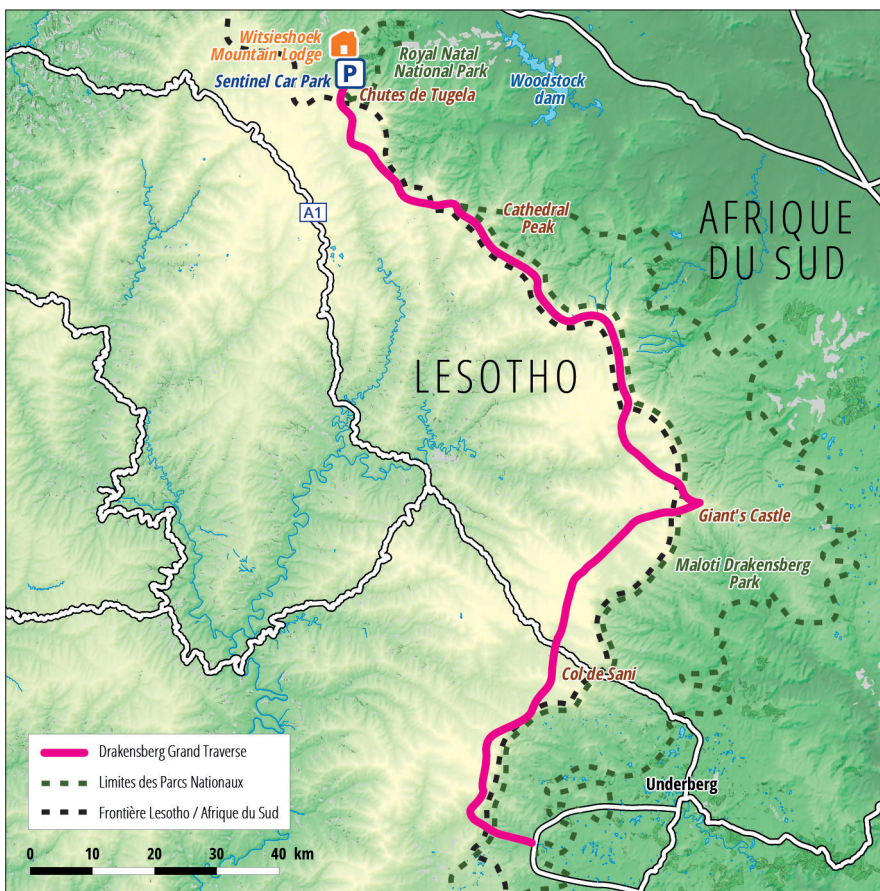 Witsieshoek
Mountain Lodge
Royal Natal
National Park
Sentinel Car Park
P
Woodstock
dam
Chutes de Tugela
A1
Cathedral
Peak
AFRIQUE
DU SUD
LESOTHO
Giant's Castle
Maloti Drakensberg
Park
Col de Sani
Underberg
Drakensberg Grand Traverse
Limites des Parcs Nationaux
Frontière Lesotho / Afrique du Sud
0 10 20 30 40 km